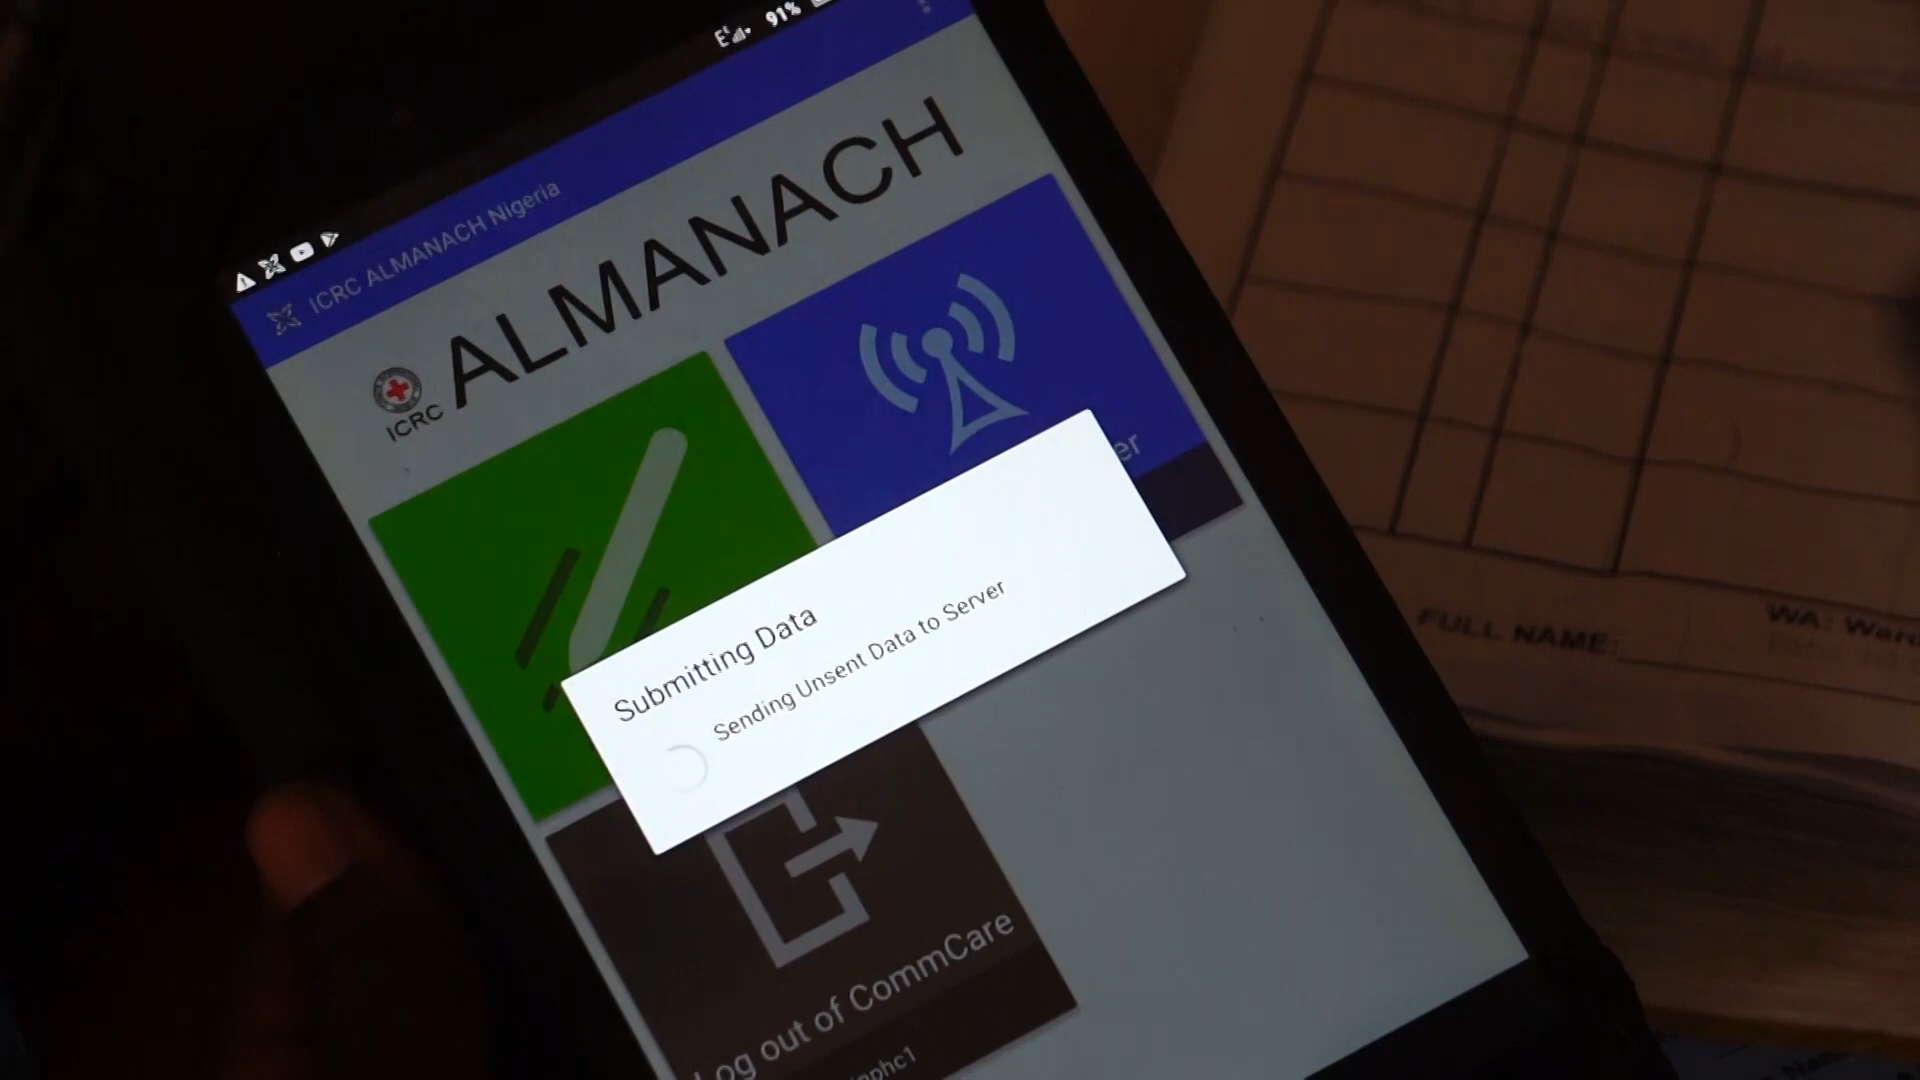 91%
ICRC ALMANACH Nigeria
ALMANACH
ICRC
Submitting Data
Sending Unsent Data to Server
Log out of CommCare
FULL NAME:
WA: